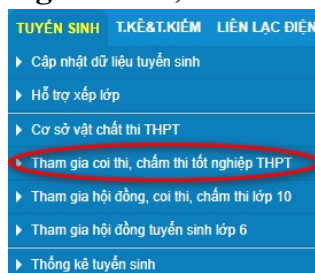 TUYỂN SINH T.KÊ&T.KIẾM LIÊN LẠC ĐIỆN
Cập nhật dữ liệu tuyển sinh
Hỗ trợ xếp lớp
Cơ sở vật chất thi THPT
Tham gia coi thi, chấm thi tốt nghiệp THPT
Tham gia hội đồng, coi thi, chấm thi lớp 10
Tham gia hội đồng tuyển sinh lớp 6
Thống kê tuyển sinh